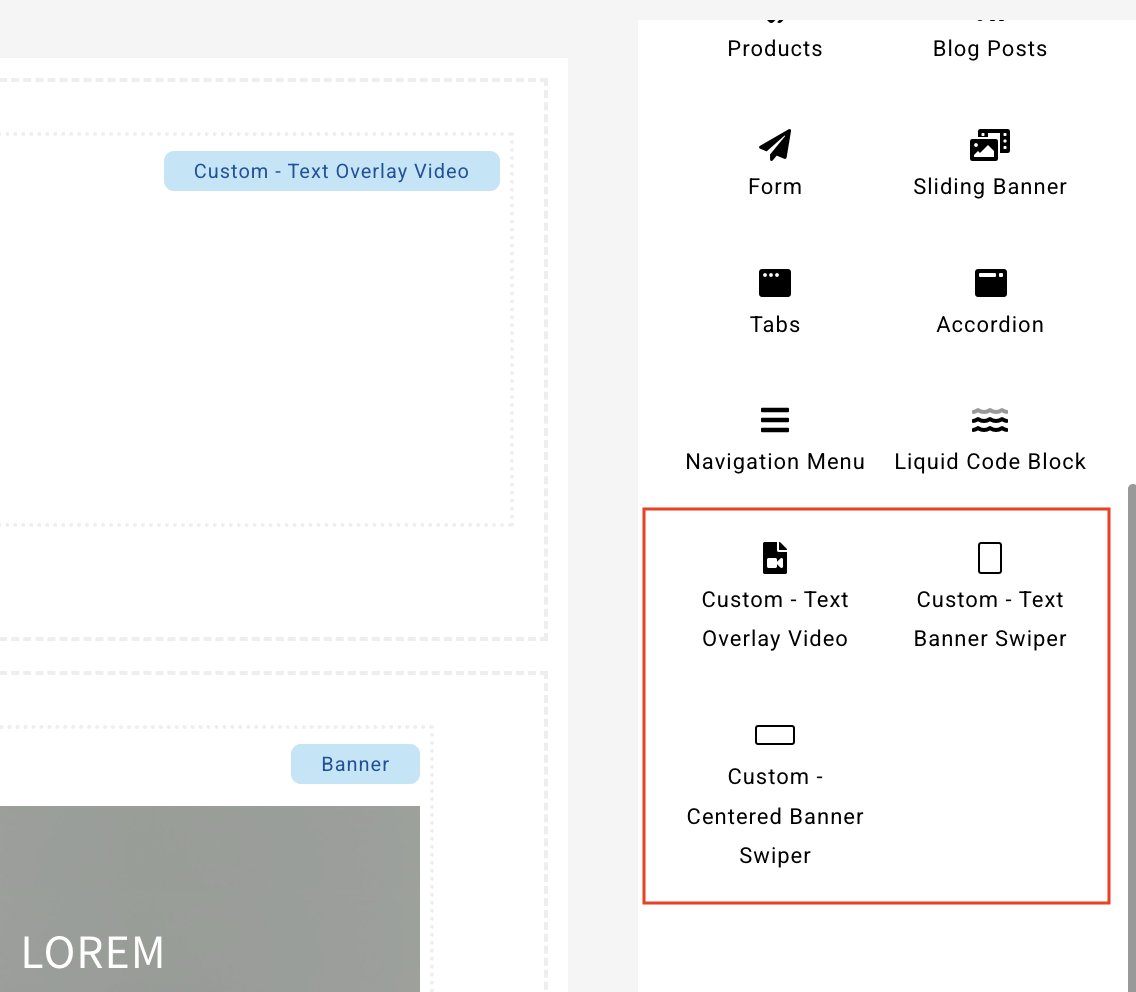 Custom - Text Overlay Video
Banner
LOREM
Products
Blog Posts
Form
Sliding Banner
Tabs
Accordion
Navigation Menu
Liquid Code Block
Custom - Text
Overlay Video
Custom - Text
Banner Swiper
Custom -
Centered Banner
Swiper